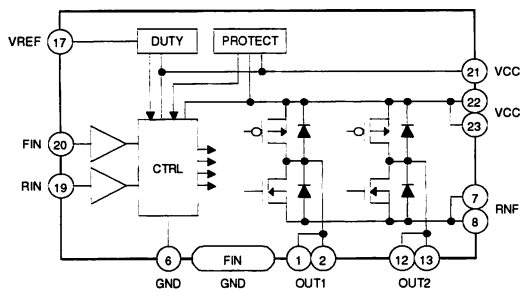 VREF 17 DUTY PROTECT
21 VCC
22 VCC
23
FIN 20
CTRL
RIN 19
7 RNF
8
6 FIN 1 2 12 13
GND GND OUT1 OUT2